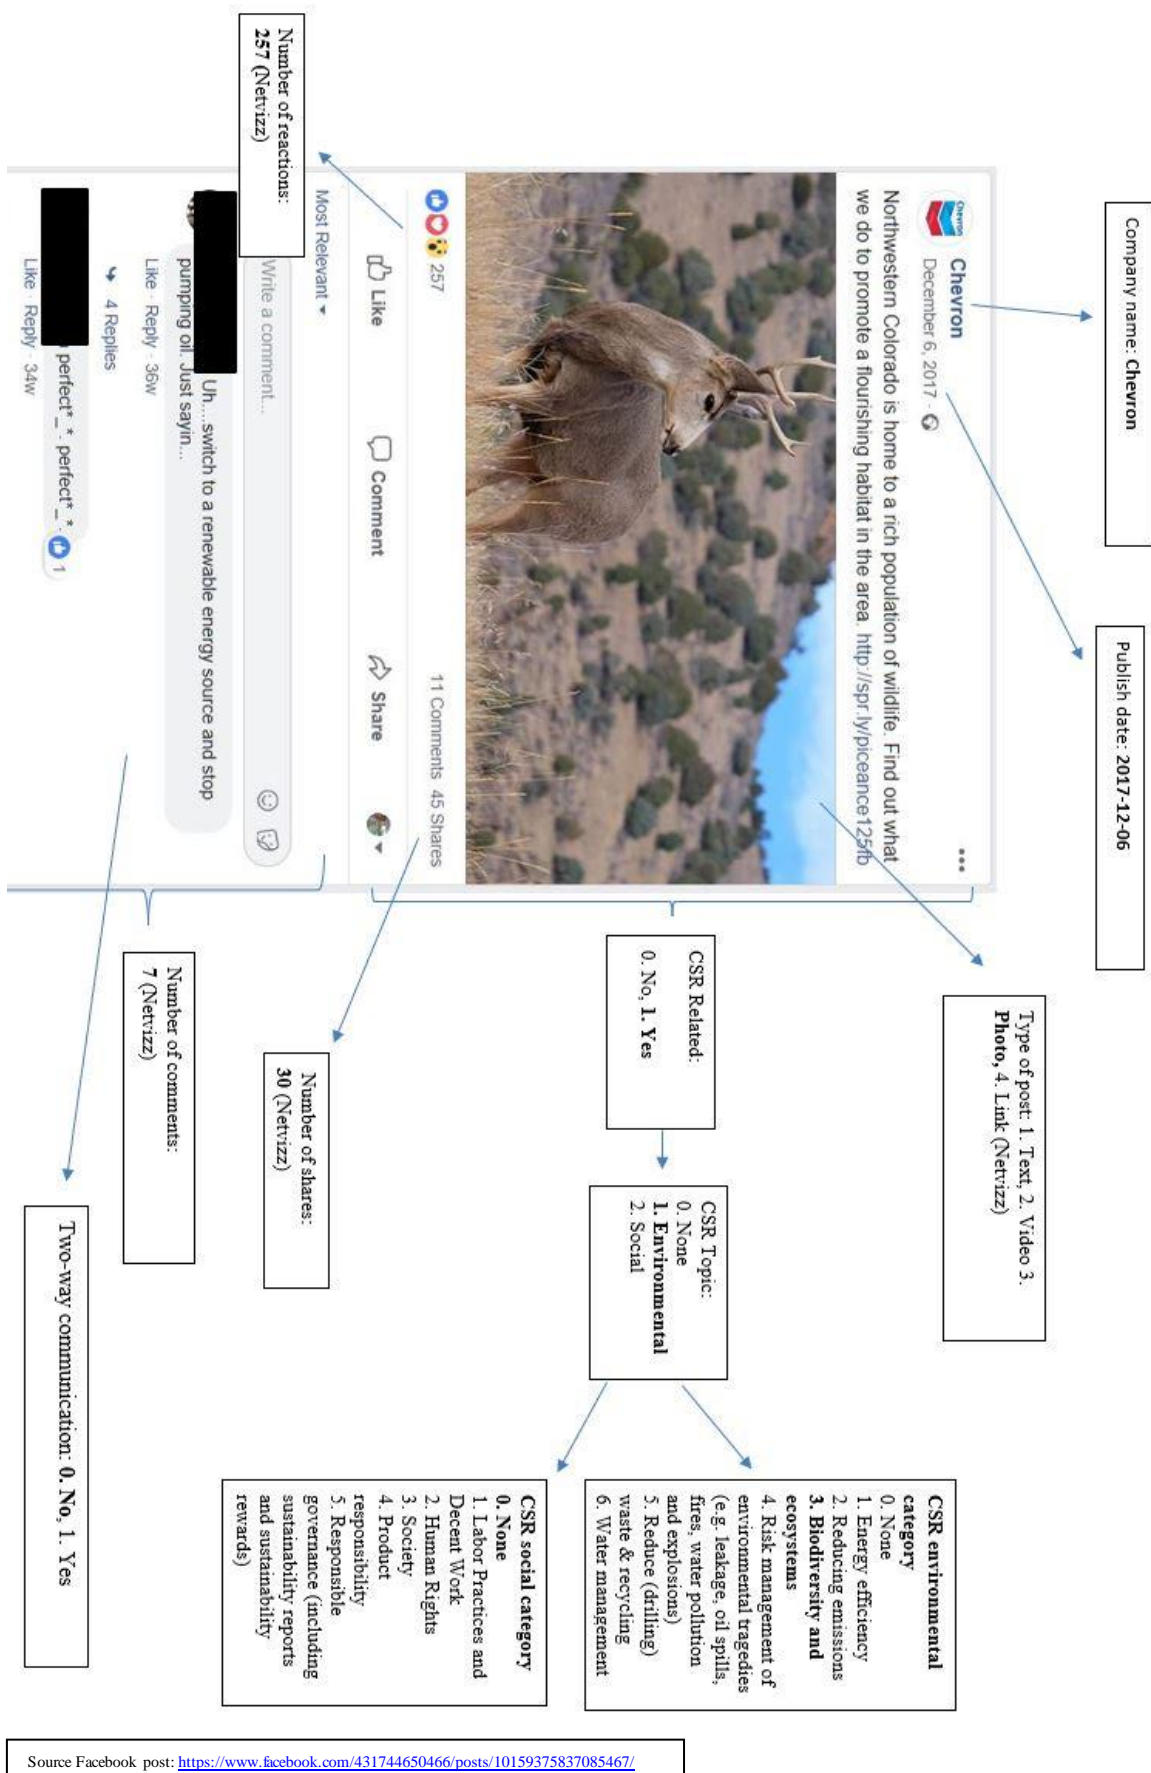 Company name: Chevron
Publish date: 2017-12-06
Chevron
Chevron
December 6, 2017 ·
Northwestern Colorado is home to a rich population of wildlife. Find out what
we do to promote a flourishing habitat in the area. http://spr.ly/piceance125fb
257
11 Comments 45 Shares
Like
Comment
Share
Most Relevant
Write a comment...
Uh....switch to a renewable energy source and stop
pumping oil. Just sayin...
Like · Reply · 36w
4 Replies
perfect*_*. perfect*_*.
1
Like · Reply · 34w
Number of reactions:
257 (Netvizz)
Type of post: 1. Text, 2. Video 3.
Photo, 4. Link (Netvizz)
CSR Related:
0. No, 1. Yes
CSR Topic:
0. None
1. Environmental
2. Social
CSR environmental
category
0. None
1. Energy efficiency
2. Reducing emissions
3. Biodiversity and
ecosystems
4. Risk management of
environmental tragedies
(e.g. leakage, oil spills,
fires, water pollution
and explosions)
5. Reduce (drilling)
waste & recycling
6. Water management
CSR social category
0. None
1. Labor Practices and
Decent Work
2. Human Rights
3. Society
4. Product
responsibility
5. Responsible
governance (including
sustainability reports
and sustainability
rewards)
Number of shares:
30 (Netvizz)
Number of comments:
7 (Netvizz)
Two-way communication: 0. No, 1. Yes
Source Facebook post: https://www.facebook.com/431744650466/posts/10159375837085467/